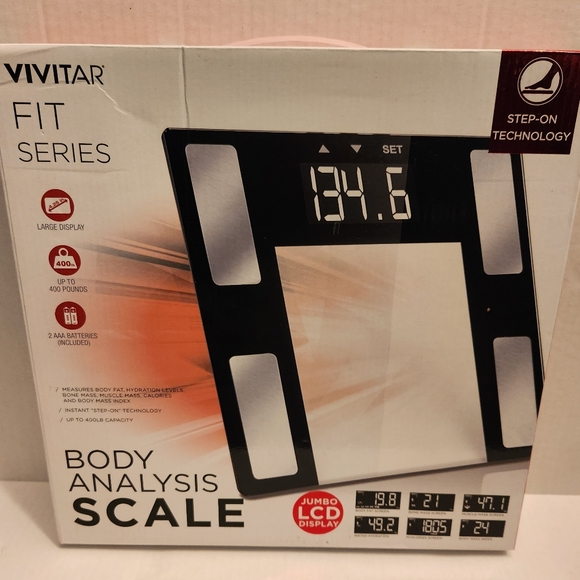 VIVITAR
FIT
SERIES
STEP-ON
TECHNOLOGY
SET
134.6
LARGE DISPLAY
400
UP TO
400 POUNDS
2 AAA BATTERIES
(INCLUDED)
/ MEASURES BODY FAT, HYDRATION LEVELS,
BONE MASS, MUSCLE MASS, CALORIES
AND BODY MASS INDEX
/ INSTANT "STEP-ON" TECHNOLOGY
/ UP TO 400LB CAPACITY
BODY
ANALYSIS
SCALE
JUMBO
LCD
DISPLAY
19.8
21
47.1
49.2
1805
24